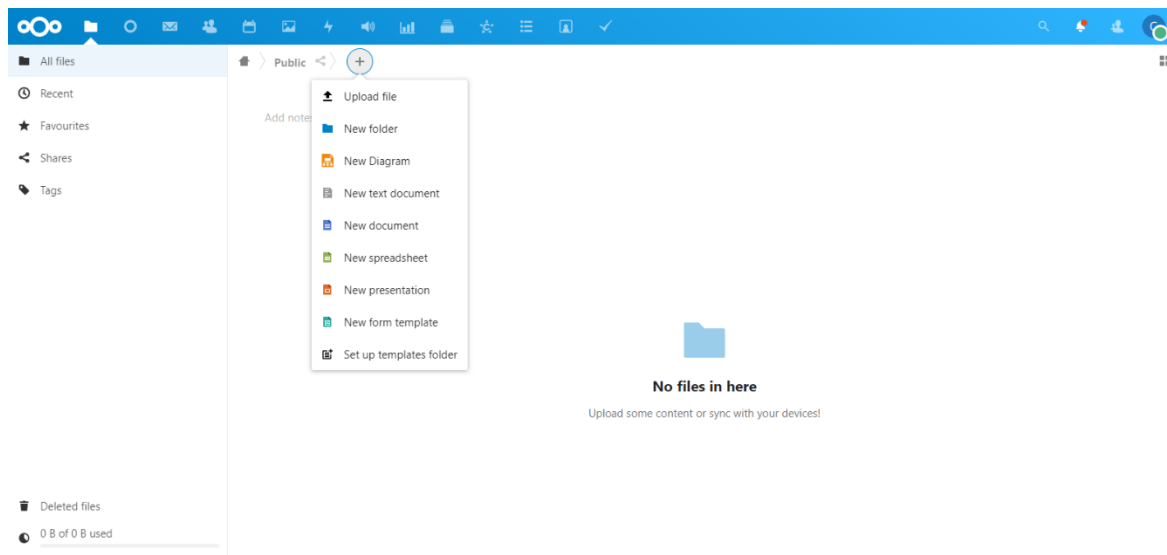 All files
Recent
Favourites
Shares
Tags
Public
Add notes
Upload file
New folder
New Diagram
New text document
New document
New spreadsheet
New presentation
New form template
Set up templates folder
No files in here
Upload some content or sync with your devices!
Deleted files
0 B of 0 B used